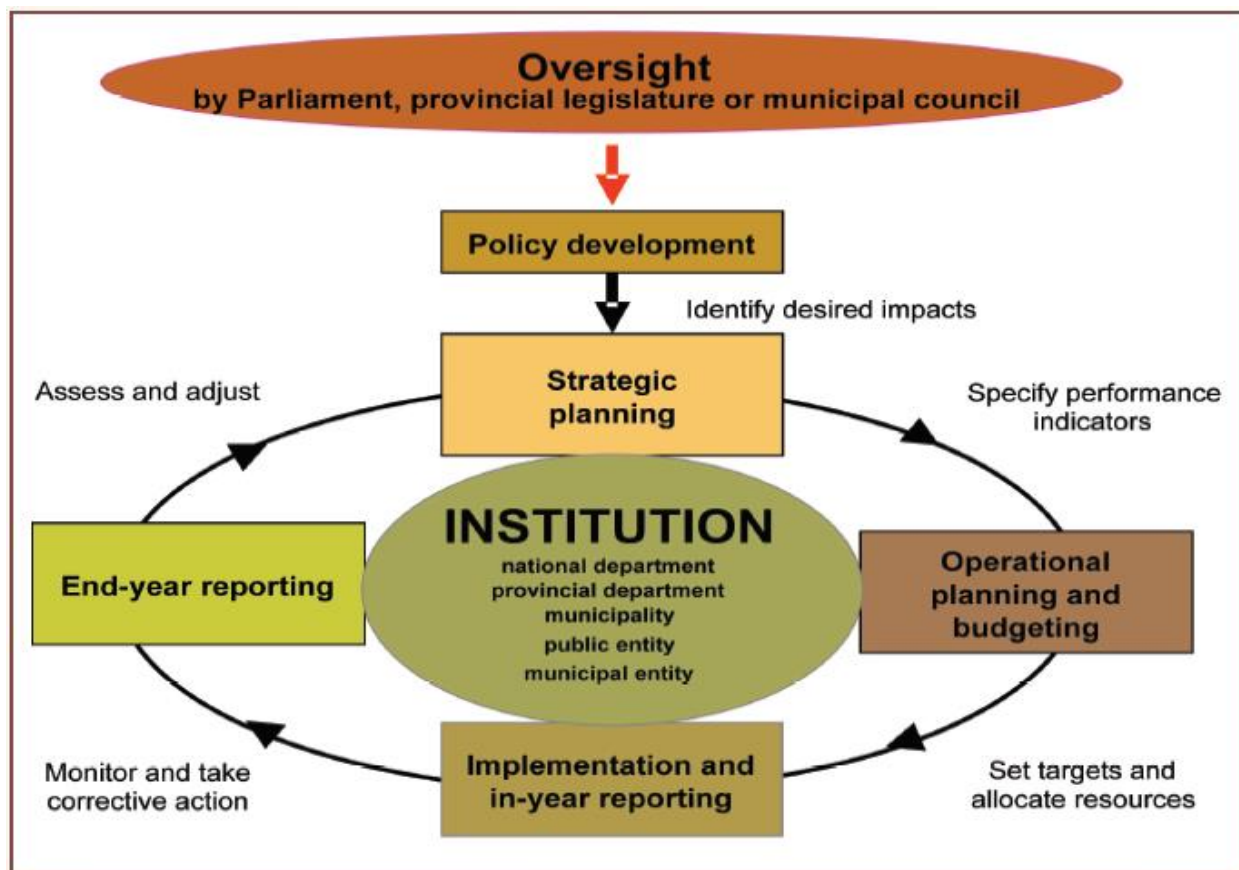 Oversight
by Parliament, provincial legislature or municipal council
Policy development
Identify desired impacts
Strategic
planning
Assess and adjust
Specify performance
indicators
INSTITUTION
national department
provincial department
municipality
public entity
municipal entity
End-year reporting
Operational
planning and
budgeting
Implementation and
in-year reporting
Monitor and take
corrective action
Set targets and
allocate resources